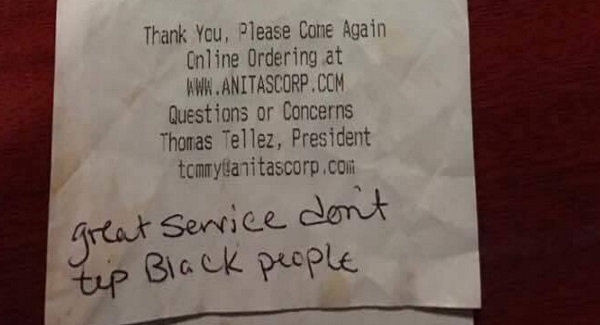 Thank You, Please Come Again
Online Ordering at
WWW.ANITASCORP.COM
Questions or Concerns
Thomas Tellez, President
tommy@anitascorp.com
great service don't
tip Black people